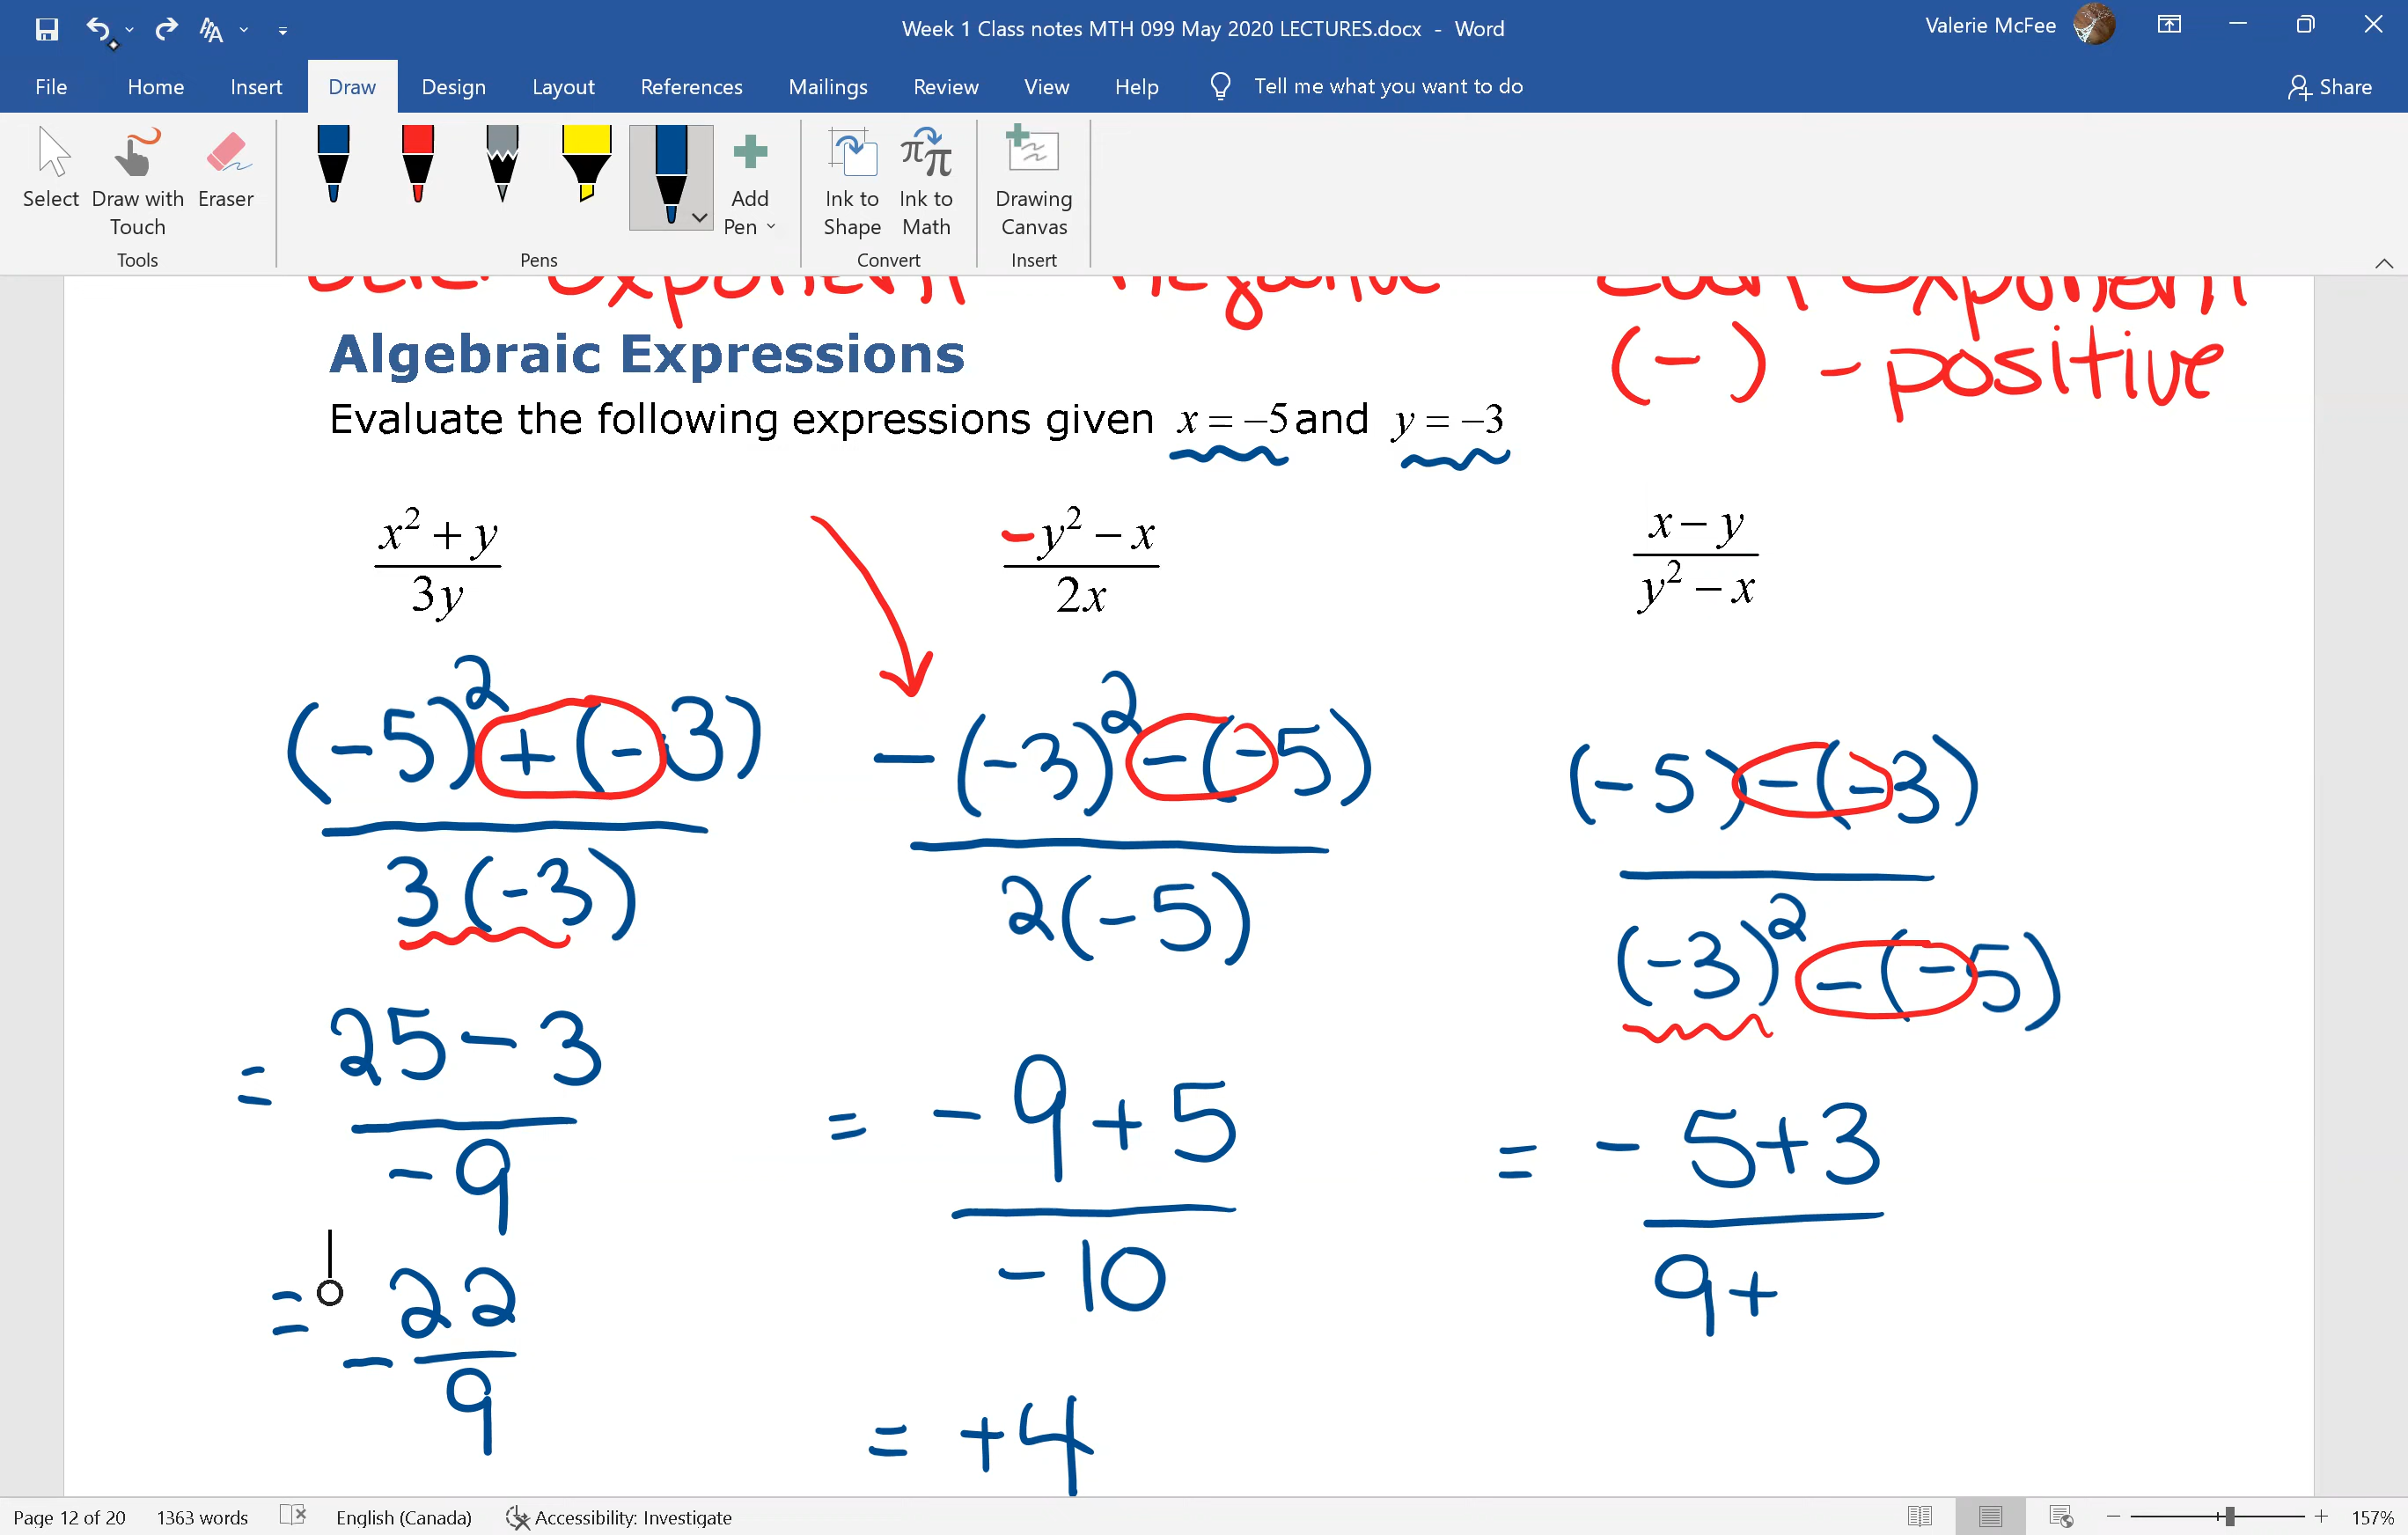 Week 1 Class notes MTH 099 May 2020 LECTURES.docx - Word
Valerie McFee
File Home Insert Draw Design Layout References Mailings Review View Help Tell me what you want to do Share
Select Draw with Touch Eraser Add Pen Ink to Shape Ink to Math Drawing Canvas
Tools Pens Convert Insert
exponent negative exponent
(-) - positive
Algebraic Expressions
Evaluate the following expressions given x = −5 and y = −3
(x² + y)/(3y) (-y² − x)/(2x) (x − y)/(y² − x)
((-5)² + (-3))/(3(-3)) (-(-3)² - (-5))/(2(-5)) ((-5) - (-3))/((-3)² - (-5))
= (25 - 3)/(-9) = (-9 + 5)/(-10) = (-5 + 3)/(9 +
= - 22/9 = +4
Page 12 of 20 1363 words English (Canada) Accessibility: Investigate 157%